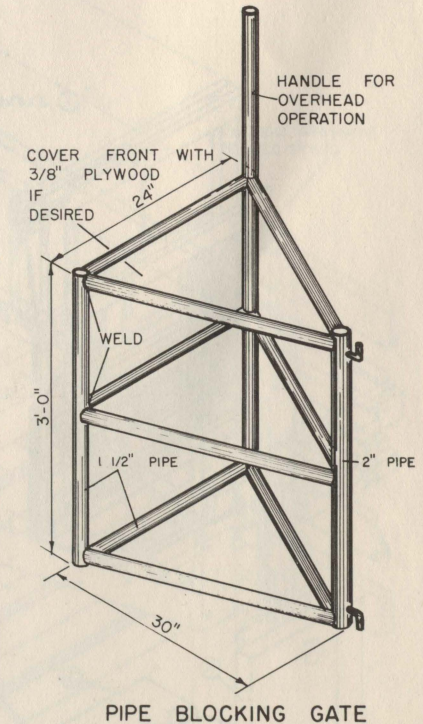 HANDLE FOR
OVERHEAD
OPERATION
COVER FRONT WITH
3/8" PLYWOOD
IF
DESIRED
24"
WELD
3'-0"
1 1/2" PIPE
2" PIPE
30"
PIPE BLOCKING GATE